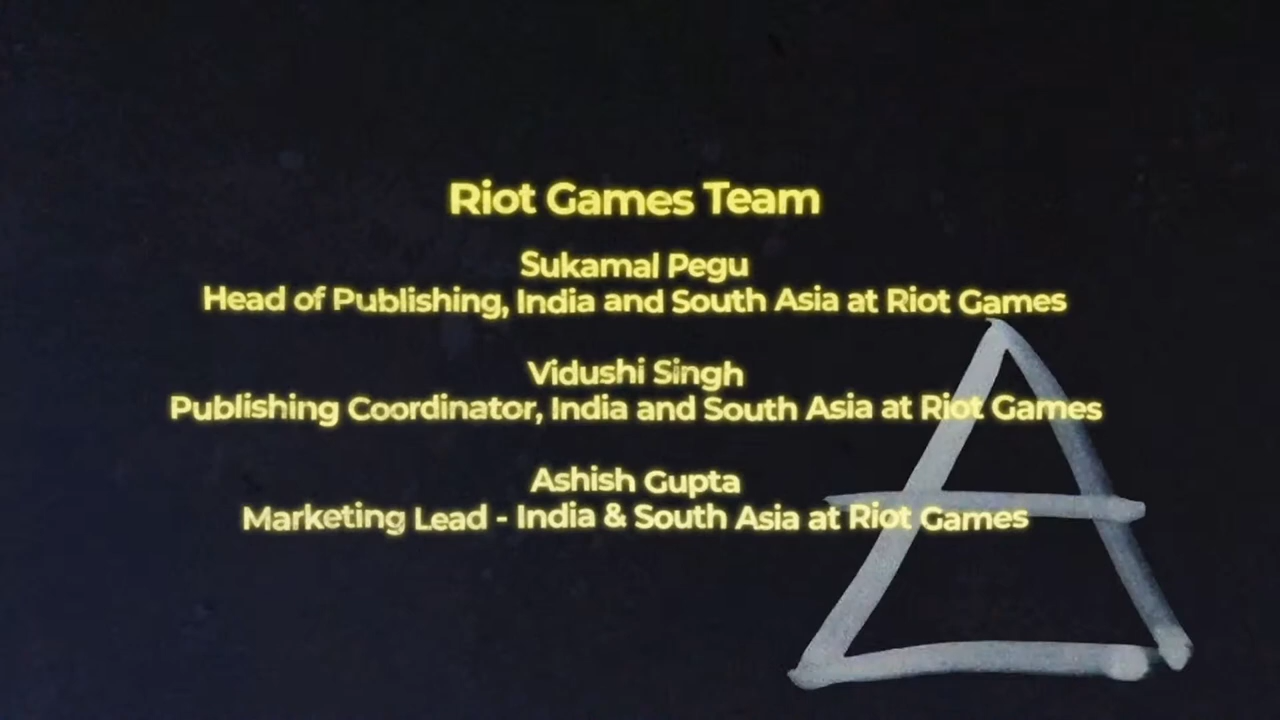 Riot Games Team
Sukamal Pegu
Head of Publishing, India and South Asia at Riot Games
Vidushi Singh
Publishing Coordinator, India and South Asia at Riot Games
Ashish Gupta
Marketing Lead - India & South Asia at Riot Games